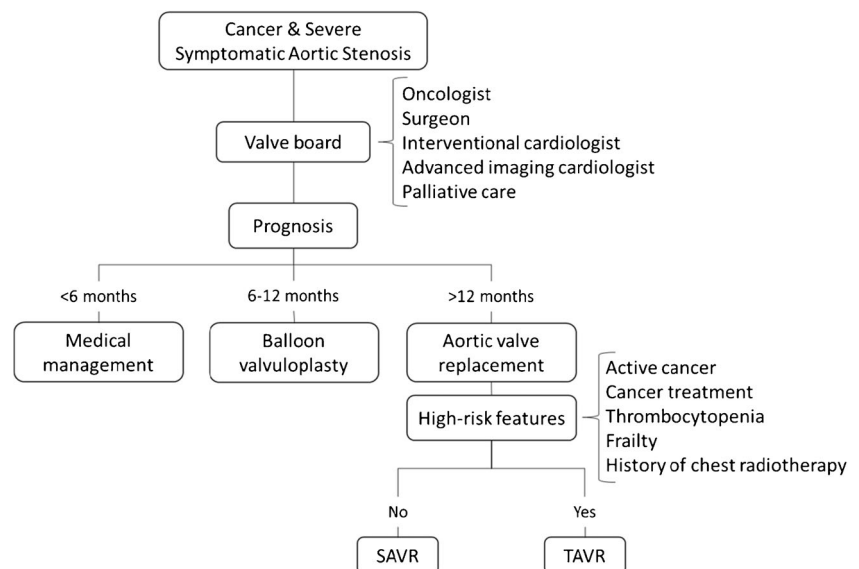 Cancer & Severe
Symptomatic Aortic Stenosis
Valve board
Oncologist
Surgeon
Interventional cardiologist
Advanced imaging cardiologist
Palliative care
Prognosis
<6 months
6-12 months
>12 months
Medical
management
Balloon
valvuloplasty
Aortic valve
replacement
High-risk features
Active cancer
Cancer treatment
Thrombocytopenia
Frailty
History of chest radiotherapy
No
Yes
SAVR
TAVR